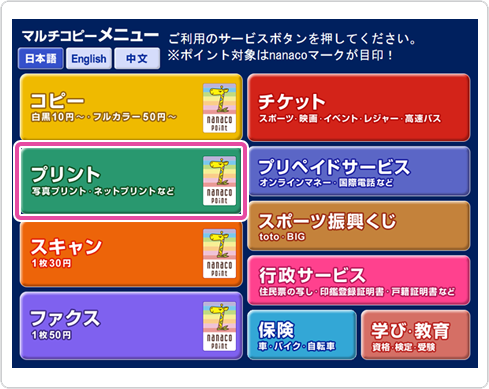 マルチコピーメニュー
ご利用のサービスボタンを押してください。
※ポイント対象はnanacoマークが目印！
日本語
English
中文
コピー
白黒10円～・フルカラー50円～
nanaco
POINT
チケット
スポーツ・映画・イベント・レジャー・高速バス
プリント
写真プリント・ネットプリントなど
nanaco
POINT
プリペイドサービス
オンラインマネー・国際電話など
スポーツ振興くじ
toto・BIG
スキャン
1枚30円
nanaco
POINT
行政サービス
住民票の写し・印鑑登録証明書・戸籍証明書など
ファクス
1枚50円
nanaco
POINT
保険
車・バイク・自転車
学び・教育
資格・検定・受験